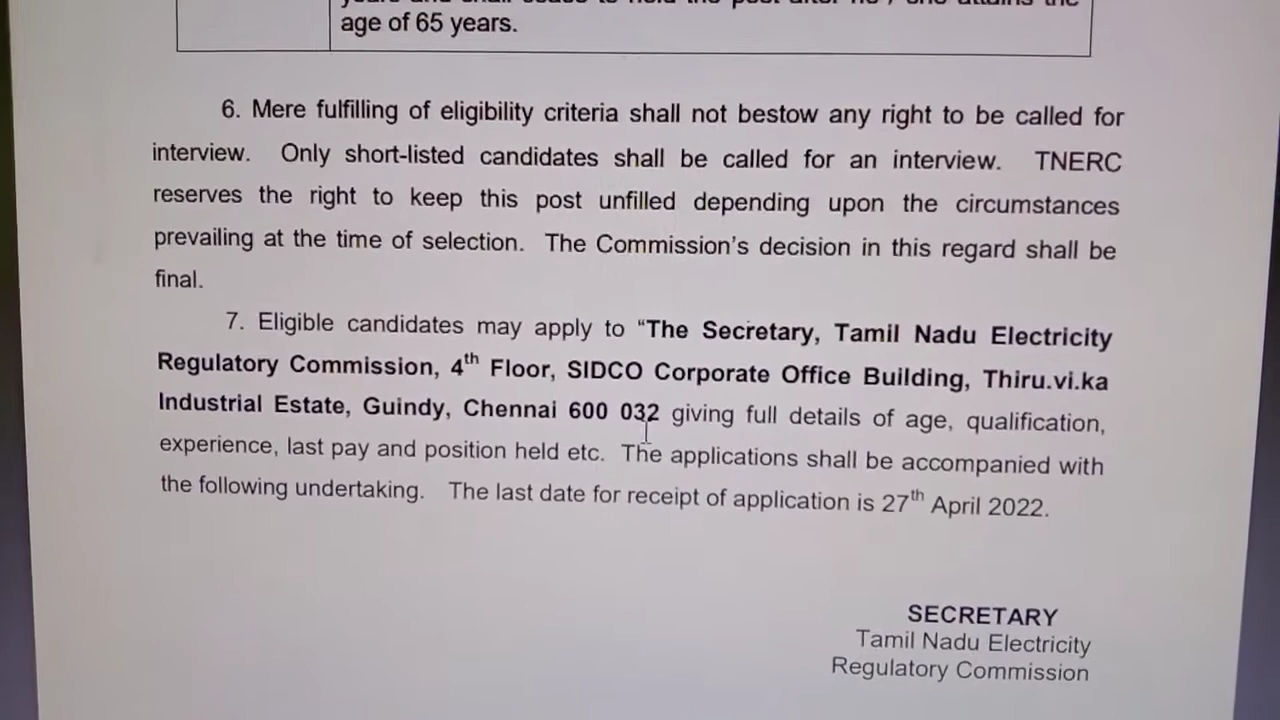 age of 65 years.
6. Mere fulfilling of eligibility criteria shall not bestow any right to be called for
interview. Only short-listed candidates shall be called for an interview. TNERC
reserves the right to keep this post unfilled depending upon the circumstances
prevailing at the time of selection. The Commission's decision in this regard shall be
final.
7. Eligible candidates may apply to “The Secretary, Tamil Nadu Electricity
Regulatory Commission, 4th Floor, SIDCO Corporate Office Building, Thiru.vi.ka
Industrial Estate, Guindy, Chennai 600 032 giving full details of age, qualification,
experience, last pay and position held etc. The applications shall be accompanied with
the following undertaking. The last date for receipt of application is 27th April 2022.
SECRETARY
Tamil Nadu Electricity
Regulatory Commission